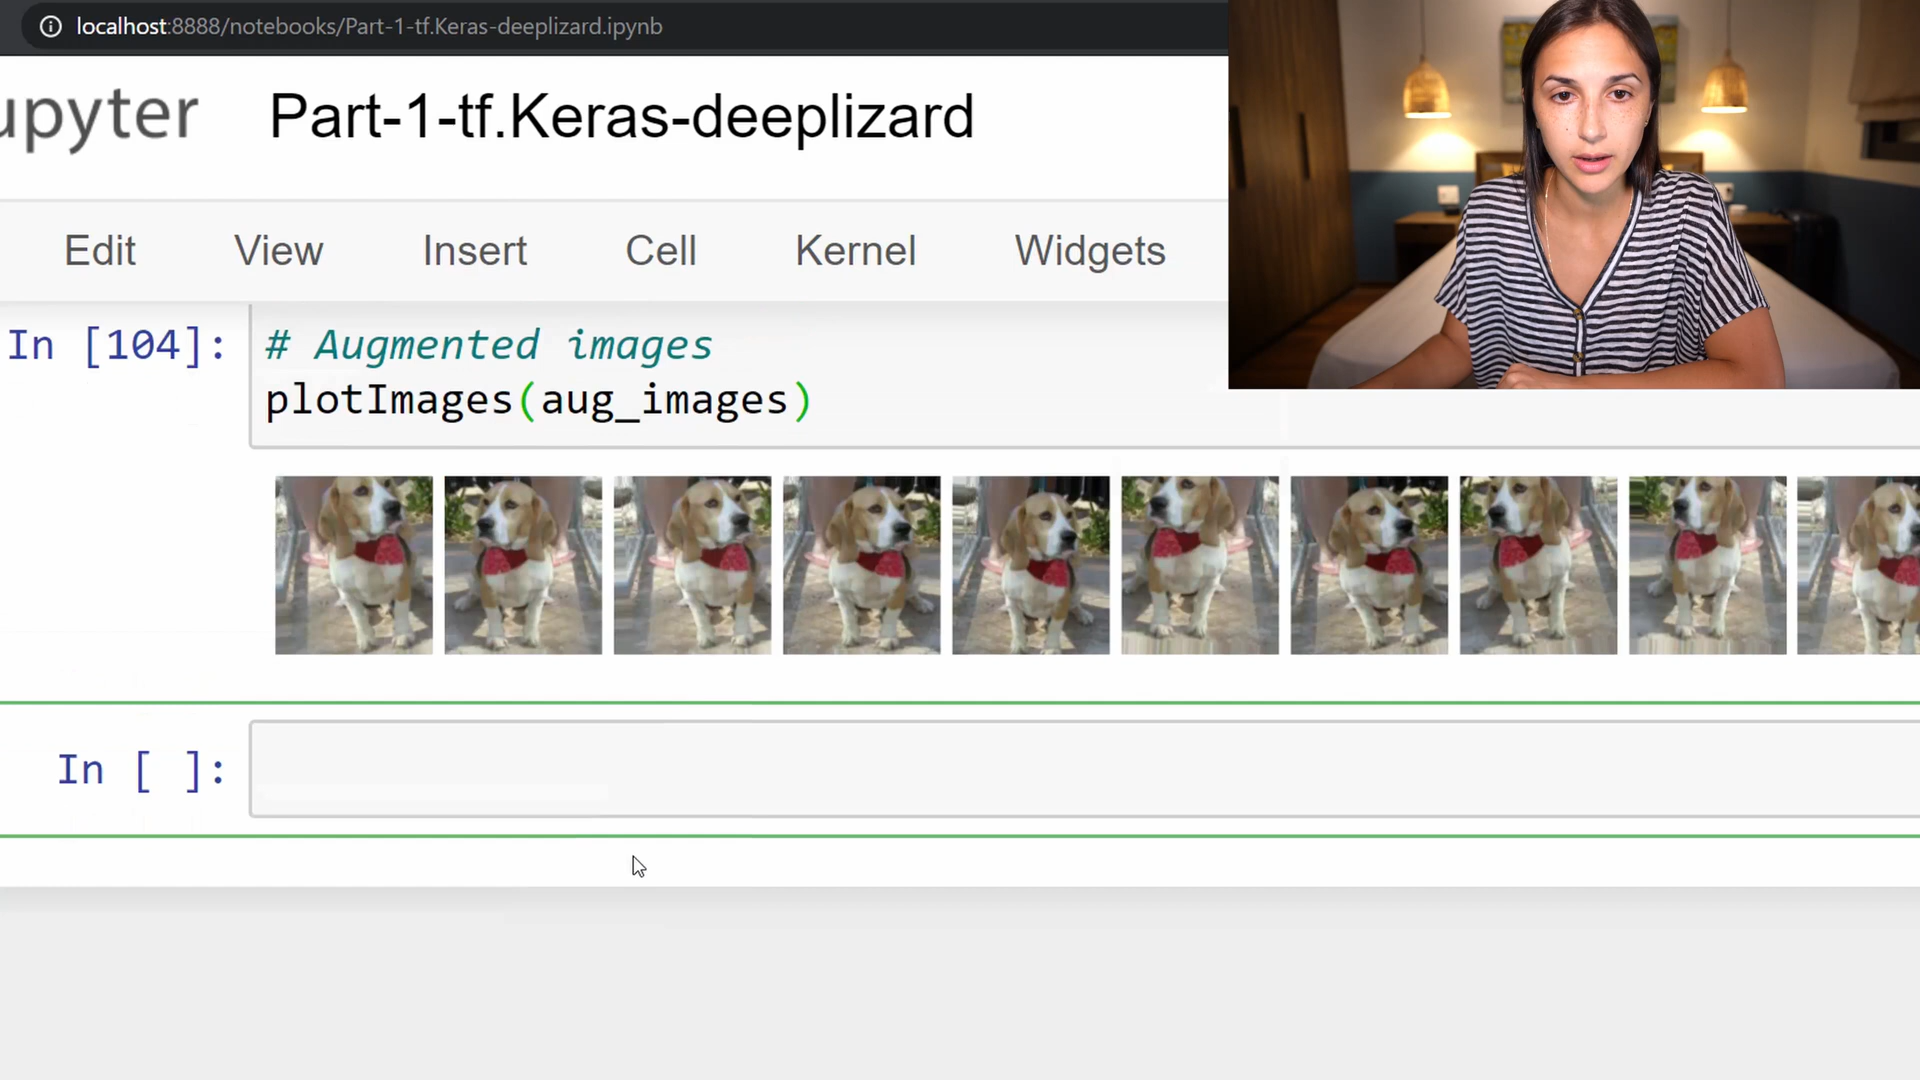 localhost:8888/notebooks/Part-1-tf.Keras-deeplizard.ipynb
upyter Part-1-tf.Keras-deeplizard
Edit View Insert Cell Kernel Widgets
In [104]: # Augmented images
plotImages(aug_images)
In [ ]: